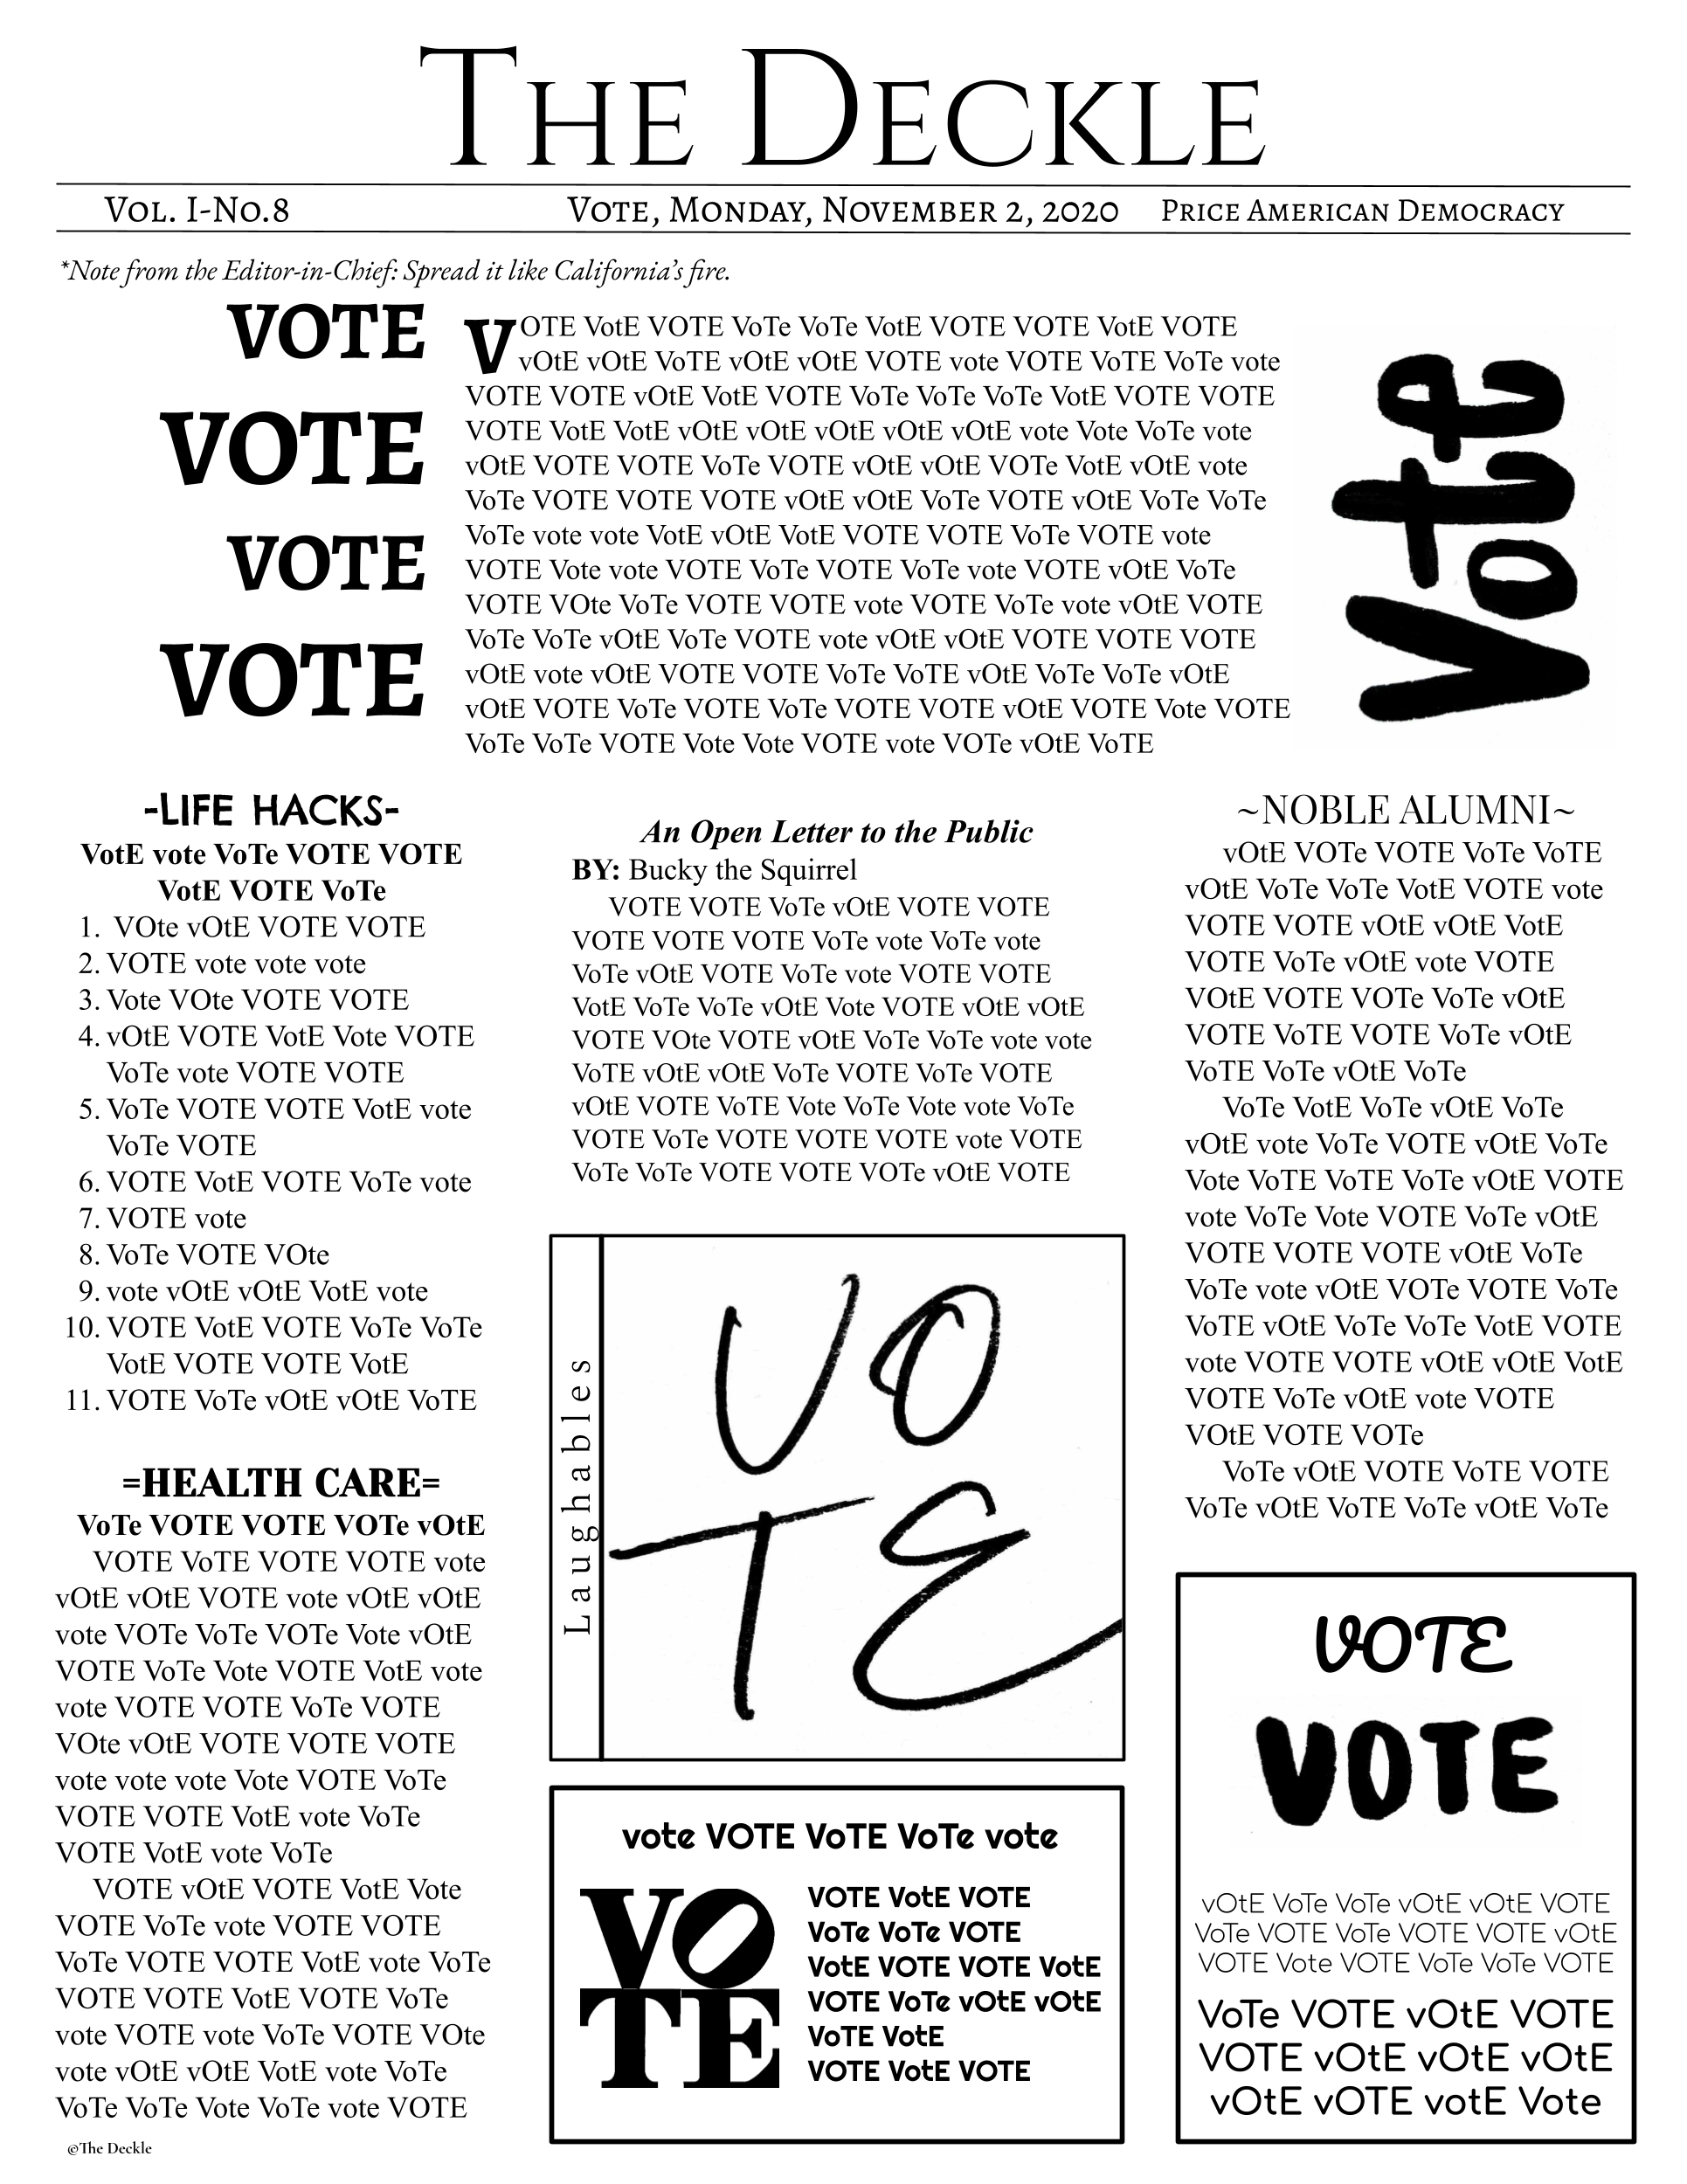 THE DECKLE
VOL. I-NO.8 VOTE, MONDAY, NOVEMBER 2, 2020 PRICE AMERICAN DEMOCRACY
*Note from the Editor-in-Chief: Spread it like California's fire.
VOTE
VOTE
VOTE
VOTE
VOTE VotE VOTE VoTe VoTe VotE VOTE VOTE VotE VOTE
vOtE vOtE VoTE vOtE vOtE VOTE vote VOTE VoTE VoTe vote
VOTE VOTE vOtE VotE VOTE VoTe VoTe VoTe VotE VOTE VOTE
VOTE VotE VotE vOtE vOtE vOtE vOtE vOtE vote Vote VoTe vote
vOtE VOTE VOTE VoTe VOTE vOtE vOtE VOTe VotE vOtE vote
VoTe VOTE VOTE VOTE vOtE vOtE VoTe VOTE vOtE VoTe VoTe
VoTe vote vote VotE vOtE VotE VOTE VOTE VoTe VOTE vote
VOTE Vote vote VOTE VoTe VOTE VoTe vote VOTE vOtE VoTe
VOTE VOte VoTe VOTE VOTE vote VOTE VoTe vote vOtE VOTE
VoTe VoTe vOtE VoTe VOTE vote vOtE vOtE VOTE VOTE VOTE
vOtE vote vOtE VOTE VOTE VoTe VoTE vOtE VoTe VoTe vOtE
vOtE VOTE VoTe VOTE VoTe VOTE VOTE vOtE VOTE Vote VOTE
VoTe VoTe VOTE Vote Vote VOTE vote VOTe vOtE VoTE
Vote
-LIFE HACKS-
VotE vote VoTe VOTE VOTE
VotE VOTE VoTe
1. VOte vOtE VOTE VOTE
2. VOTE vote vote vote
3. Vote VOte VOTE VOTE
4. vOtE VOTE VotE Vote VOTE
VoTe vote VOTE VOTE
5. VoTe VOTE VOTE VotE vote
VoTe VOTE
6. VOTE VotE VOTE VoTe vote
7. VOTE vote
8. VoTe VOTE VOte
9. vote vOtE vOtE VotE vote
10. VOTE VotE VOTE VoTe VoTe
VotE VOTE VOTE VotE
11. VOTE VoTe vOtE vOtE VoTE
=HEALTH CARE=
VoTe VOTE VOTE VOTe vOtE
VOTE VoTE VOTE VOTE vote
vOtE vOtE VOTE vote vOtE vOtE
vote VOTe VoTe VOTe Vote vOtE
VOTE VoTe Vote VOTE VotE vote
vote VOTE VOTE VoTe VOTE
VOte vOtE VOTE VOTE VOTE
vote vote vote Vote VOTE VoTe
VOTE VOTE VotE vote VoTe
VOTE VotE vote VoTe
VOTE vOtE VOTE VotE Vote
VOTE VoTe vote VOTE VOTE
VoTe VOTE VOTE VotE vote VoTe
VOTE VOTE VotE VOTE VoTe
vote VOTE vote VoTe VOTE VOte
vote vOtE vOtE VotE vote VoTe
VoTe VoTe Vote VoTe vote VOTE
©The Deckle
An Open Letter to the Public
BY: Bucky the Squirrel
VOTE VOTE VoTe vOtE VOTE VOTE
VOTE VOTE VOTE VoTe vote VoTe vote
VoTe vOtE VOTE VoTe vote VOTE VOTE
VotE VoTe VoTe vOtE Vote VOTE vOtE vOtE
VOTE VOte VOTE vOtE VoTe VoTe vote vote
VoTE vOtE vOtE VoTe VOTE VoTe VOTE
vOtE VOTE VoTE Vote VoTe Vote vote VoTe
VOTE VoTe VOTE VOTE VOTE vote VOTE
VoTe VoTe VOTE VOTE VOTe vOtE VOTE
Laughables
VO
TE
vote VOTE VoTE VoTe vote
VO
TE
VOTE VotE VOTE
VoTe VoTe VOTE
VotE VOTE VOTE VotE
VOTE VoTe vOtE vOtE
VoTE VotE
VOTE VotE VOTE
~NOBLE ALUMNI~
vOtE VOTe VOTE VoTe VoTE
vOtE VoTe VoTe VotE VOTE vote
VOTE VOTE vOtE vOtE VotE
VOTE VoTe vOtE vote VOTE
VOtE VOTE VOTe VoTe vOtE
VOTE VoTE VOTE VoTe vOtE
VoTE VoTe vOtE VoTe
VoTe VotE VoTe vOtE VoTe
vOtE vote VoTe VOTE vOtE VoTe
Vote VoTE VoTE VoTe vOtE VOTE
vote VoTe Vote VOTE VoTe vOtE
VOTE VOTE VOTE vOtE VoTe
VoTe vote vOtE VOTe VOTE VoTe
VoTE vOtE VoTe VoTe VotE VOTE
vote VOTE VOTE vOtE vOtE VotE
VOTE VoTe vOtE vote VOTE
VOtE VOTE VOTe
VoTe vOtE VOTE VoTE VOTE
VoTe vOtE VoTE VoTe vOtE VoTe
VOTE
VOTE
vOtE VoTe VoTe vOtE vOtE VOTE
VoTe VOTE VoTe VOTE VOTE vOtE
VOTE Vote VOTE VoTe VoTe VOTE
VoTe VOTE vOtE VOTE
VOTE vOtE vOtE vOtE
vOtE vOTE votE Vote